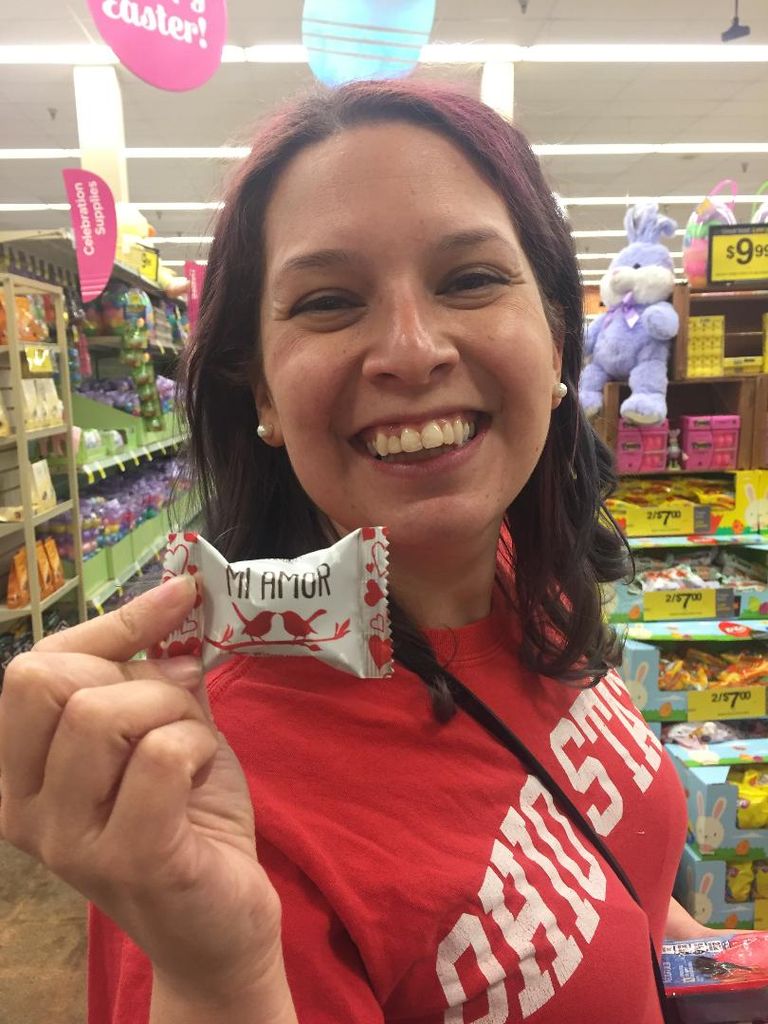 easter!
Celebration
Supplies
$9.99
MI AMOR
2/$7.00
2/$7.00
2/$7.00
OHIO STA